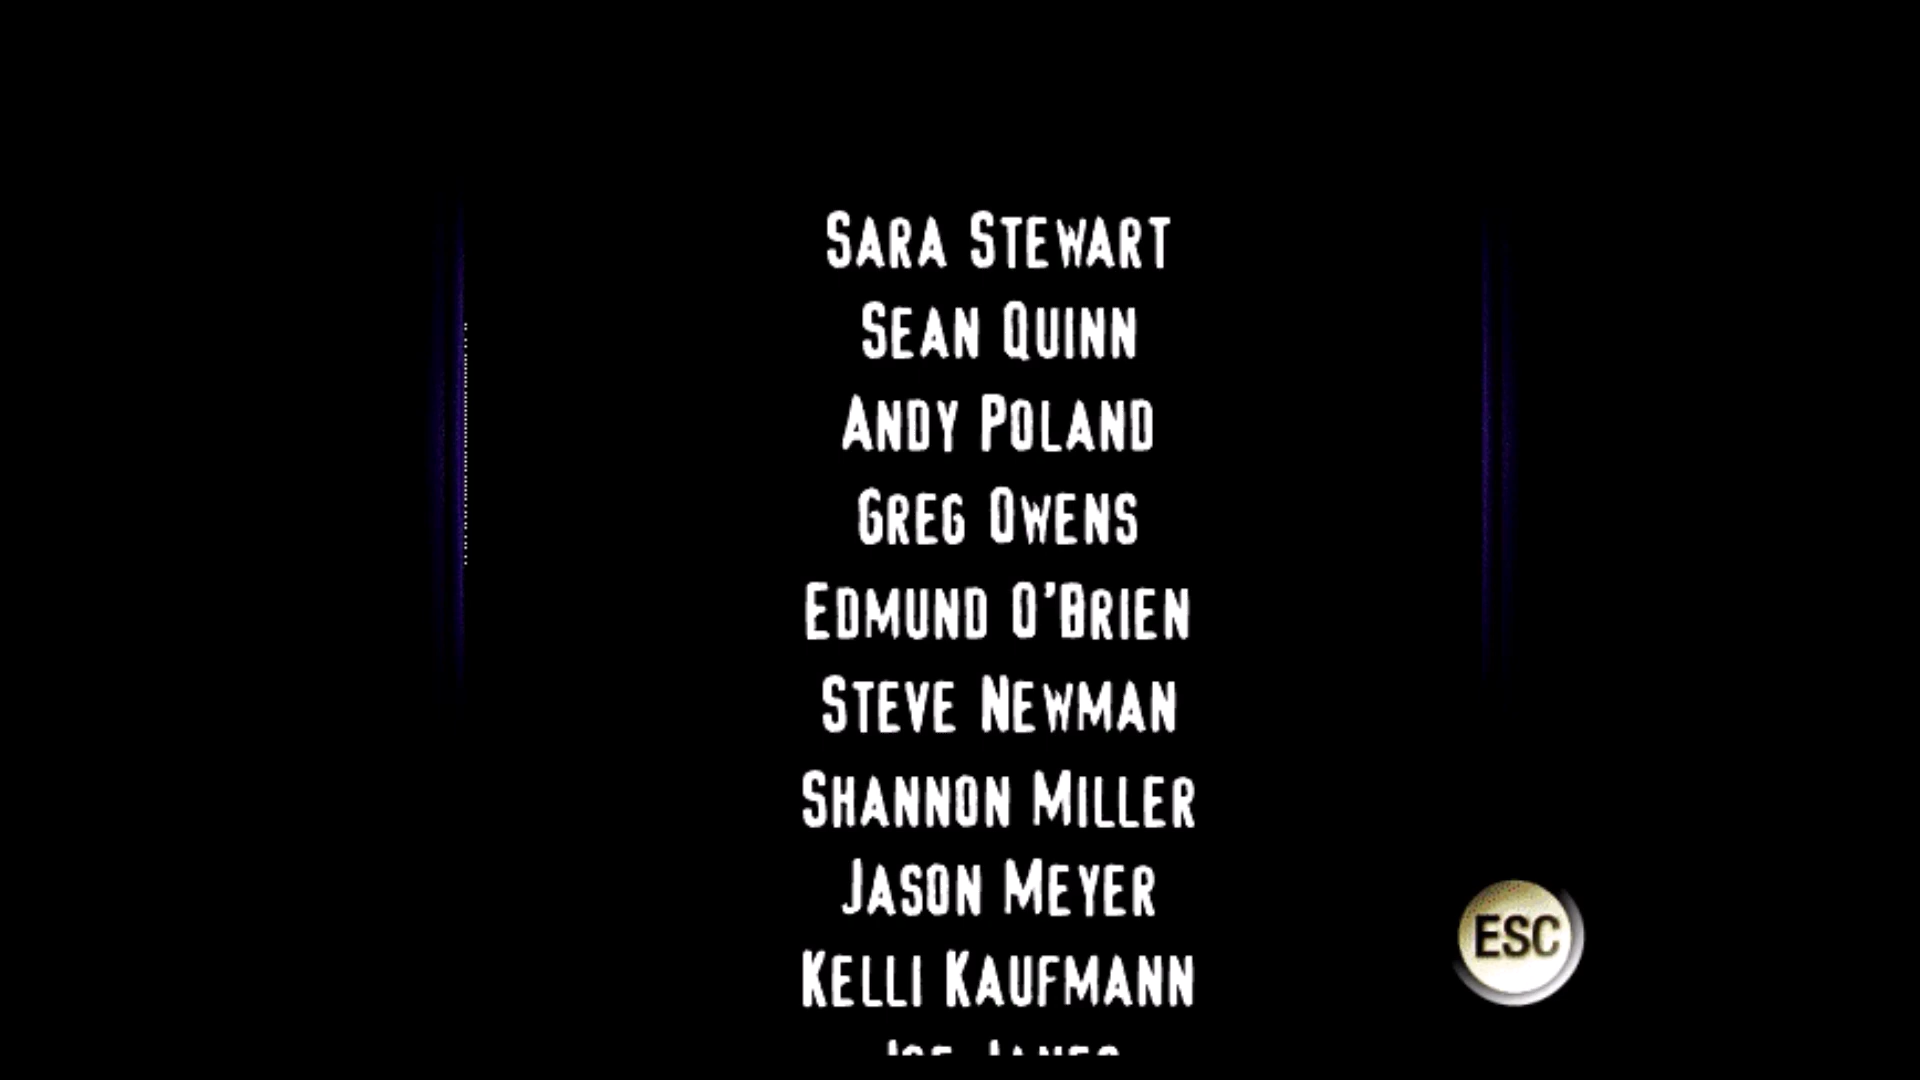 Sara Stewart
Sean Quinn
Andy Poland
Greg Owens
Edmund O'Brien
Steve Newman
Shannon Miller
Jason Meyer
Kelli Kaufmann
ESC